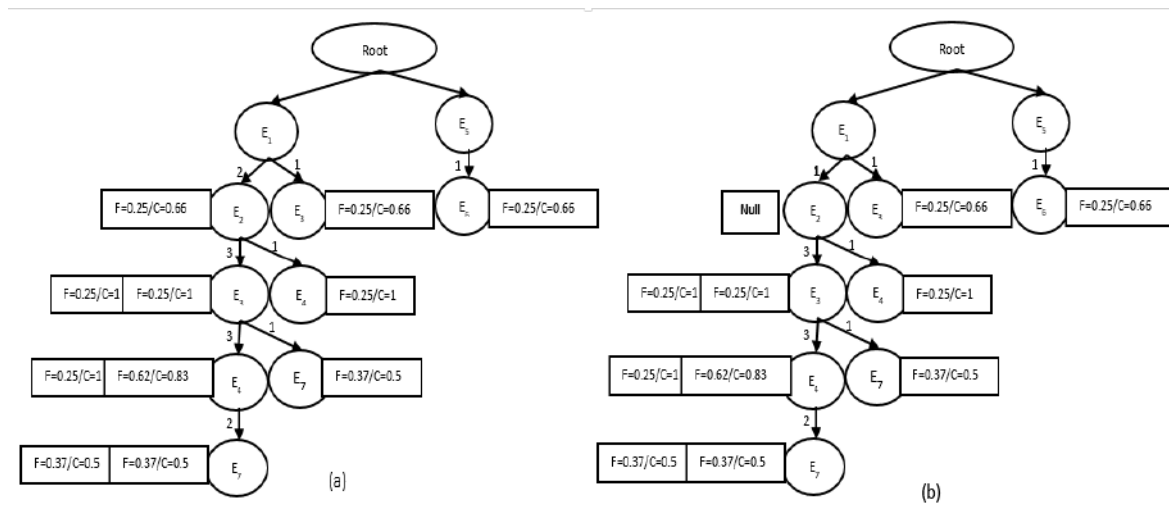 Root
E1
E5
2
1
1
F=0.25/C=0.66
E2
E3
F=0.25/C=0.66
F=0.25/C=0.66
3
1
F=0.25/C=1
F=0.25/C=1
E3
E4
F=0.25/C=1
3
1
F=0.25/C=1
F=0.62/C=0.83
E4
E7
F=0.37/C=0.5
2
F=0.37/C=0.5
F=0.37/C=0.5
E7
(a)
Root
E1
E5
1
1
1
Null
E2
F=0.25/C=0.66
E6
F=0.25/C=0.66
3
1
F=0.25/C=1
F=0.25/C=1
E3
E4
F=0.25/C=1
3
1
F=0.25/C=1
F=0.62/C=0.83
E4
E7
F=0.37/C=0.5
2
F=0.37/C=0.5
F=0.37/C=0.5
E7
(b)